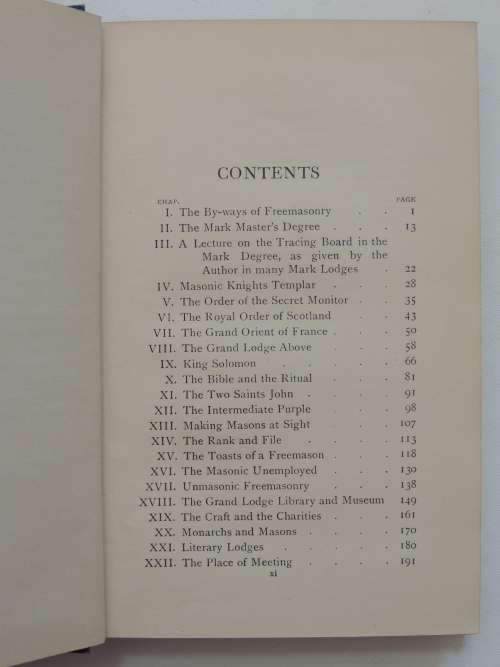 CONTENTS
CHAP. PAGE
I. The By-ways of Freemasonry . . 1
II. The Mark Master's Degree . . . 13
III. A Lecture on the Tracing Board in the
Mark Degree, as given by the
Author in many Mark Lodges . 22
IV. Masonic Knights Templar . . 28
V. The Order of the Secret Monitor . . 35
VI. The Royal Order of Scotland . . 43
VII. The Grand Orient of France . . . 50
VIII. The Grand Lodge Above . . 58
IX. King Solomon . . . . 66
X. The Bible and the Ritual . . . 81
XI. The Two Saints John . . . . 91
XII. The Intermediate Purple . . . 98
XIII. Making Masons at Sight . . . 107
XIV. The Rank and File . . . . 113
XV. The Toasts of a Freemason . . . 118
XVI. The Masonic Unemployed . . . 130
XVII. Unmasonic Freemasonry . . . 138
XVIII. The Grand Lodge Library and Museum 149
XIX. The Craft and the Charities . . . 161
XX. Monarchs and Masons . . . . 170
XXI. Literary Lodges . . . . . 180
XXII. The Place of Meeting . . . . 191
xi